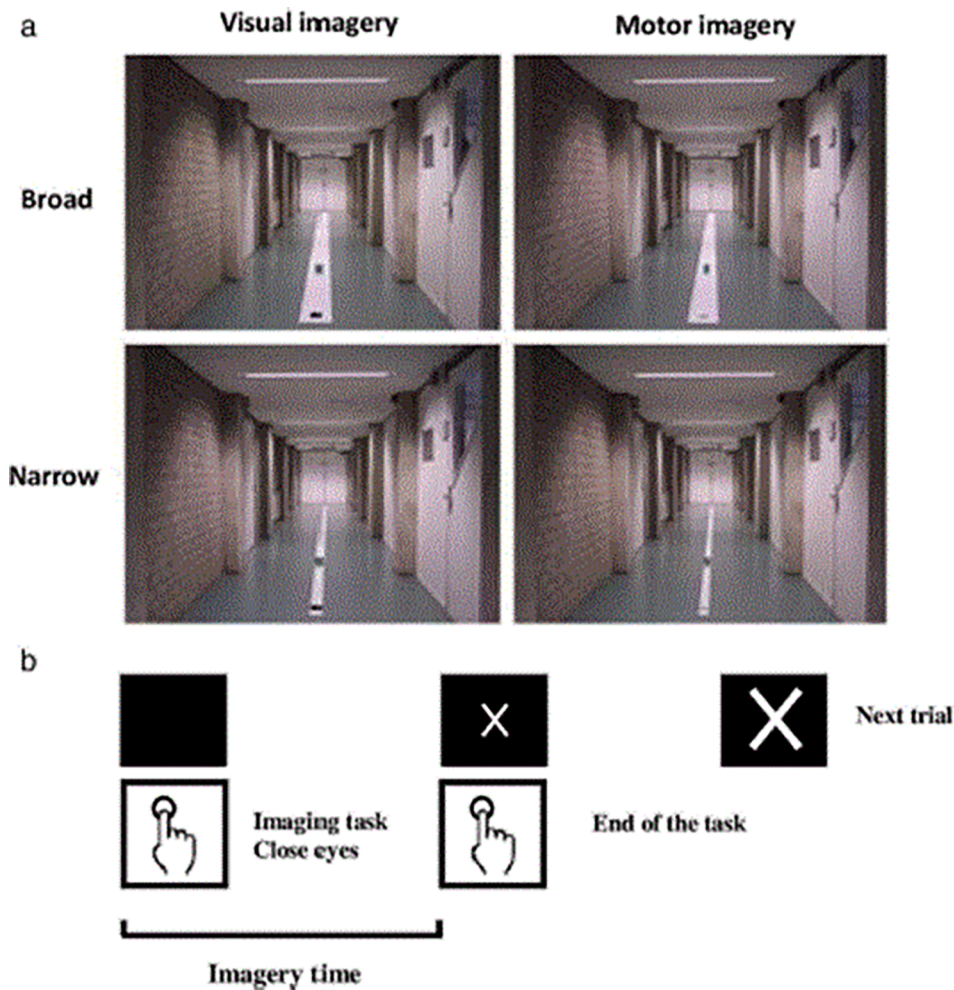 a
Visual imagery
Motor imagery
Broad
Narrow
b
Next trial
Imaging task
Close eyes
End of the task
Imagery time